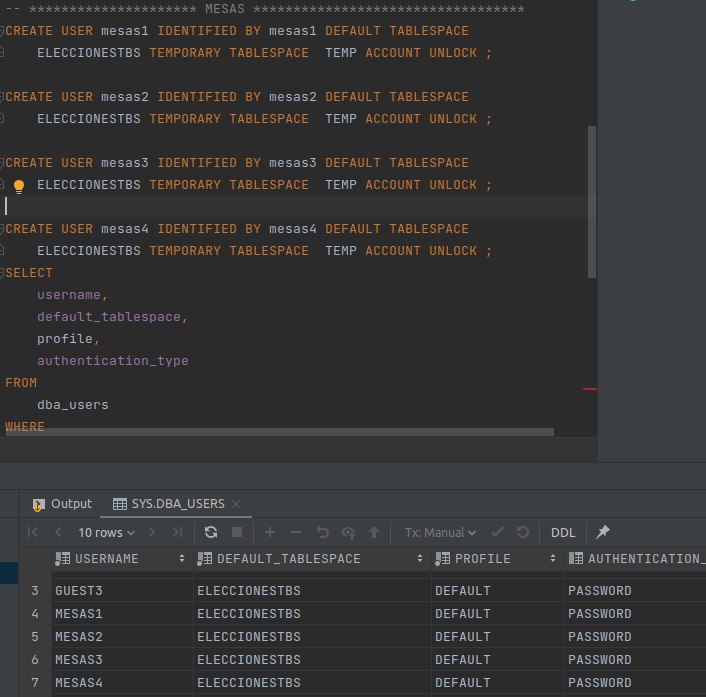 -- ********************* MESAS **********************************
CREATE USER mesas1 IDENTIFIED BY mesas1 DEFAULT TABLESPACE
    ELECCIONESTBS TEMPORARY TABLESPACE  TEMP ACCOUNT UNLOCK ;
CREATE USER mesas2 IDENTIFIED BY mesas2 DEFAULT TABLESPACE
    ELECCIONESTBS TEMPORARY TABLESPACE  TEMP ACCOUNT UNLOCK ;
CREATE USER mesas3 IDENTIFIED BY mesas3 DEFAULT TABLESPACE
    ELECCIONESTBS TEMPORARY TABLESPACE  TEMP ACCOUNT UNLOCK ;
CREATE USER mesas4 IDENTIFIED BY mesas4 DEFAULT TABLESPACE
    ELECCIONESTBS TEMPORARY TABLESPACE  TEMP ACCOUNT UNLOCK ;
SELECT
    username,
    default_tablespace,
    profile,
    authentication_type
FROM
    dba_users
WHERE
Output SYS.DBA_USERS
10 rows Tx: Manual DDL
USERNAME DEFAULT_TABLESPACE PROFILE AUTHENTICATION_
3 GUEST3 ELECCIONESTBS DEFAULT PASSWORD
4 MESAS1 ELECCIONESTBS DEFAULT PASSWORD
5 MESAS2 ELECCIONESTBS DEFAULT PASSWORD
6 MESAS3 ELECCIONESTBS DEFAULT PASSWORD
7 MESAS4 ELECCIONESTBS DEFAULT PASSWORD